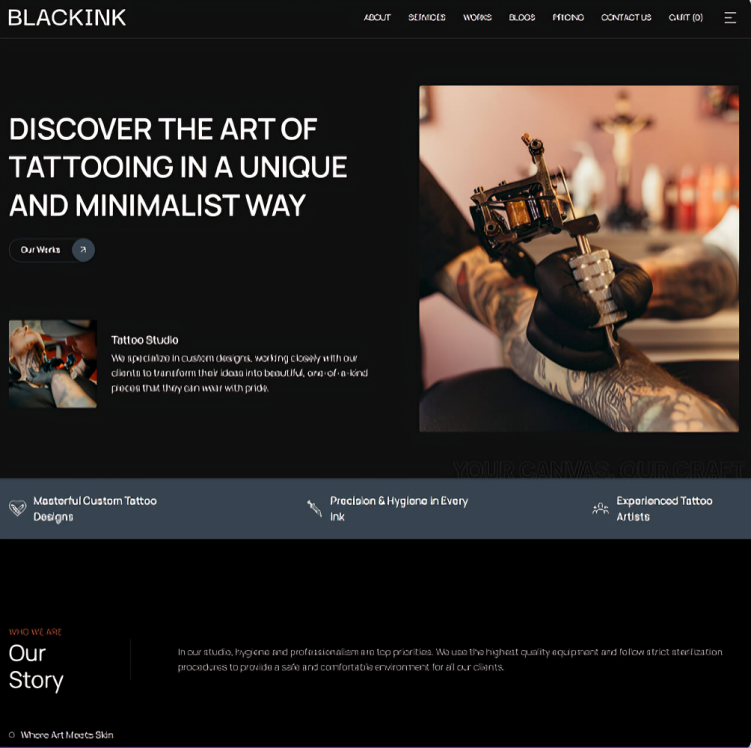 BLACKINK
ABOUT SERVICES WORKS BLOGS PRICING CONTACT US CART (0)
DISCOVER THE ART OF
TATTOOING IN A UNIQUE
AND MINIMALIST WAY
Our Works
Tattoo Studio
We specialize in custom designs, working closely with our
clients to transform their ideas into beautiful, one-of-a-kind
pieces that they can wear with pride.
YOUR CANVAS, OUR CRAFT
Masterful Custom Tattoo
Designs
Precision & Hygiene in Every
Ink
Experienced Tattoo
Artists
WHO WE ARE
Our
Story
In our studio, hygiene and professionalism are top priorities. We use the highest quality equipment and follow strict sterilization
procedures to provide a safe and comfortable environment for all our clients.
Where Art Meets Skin